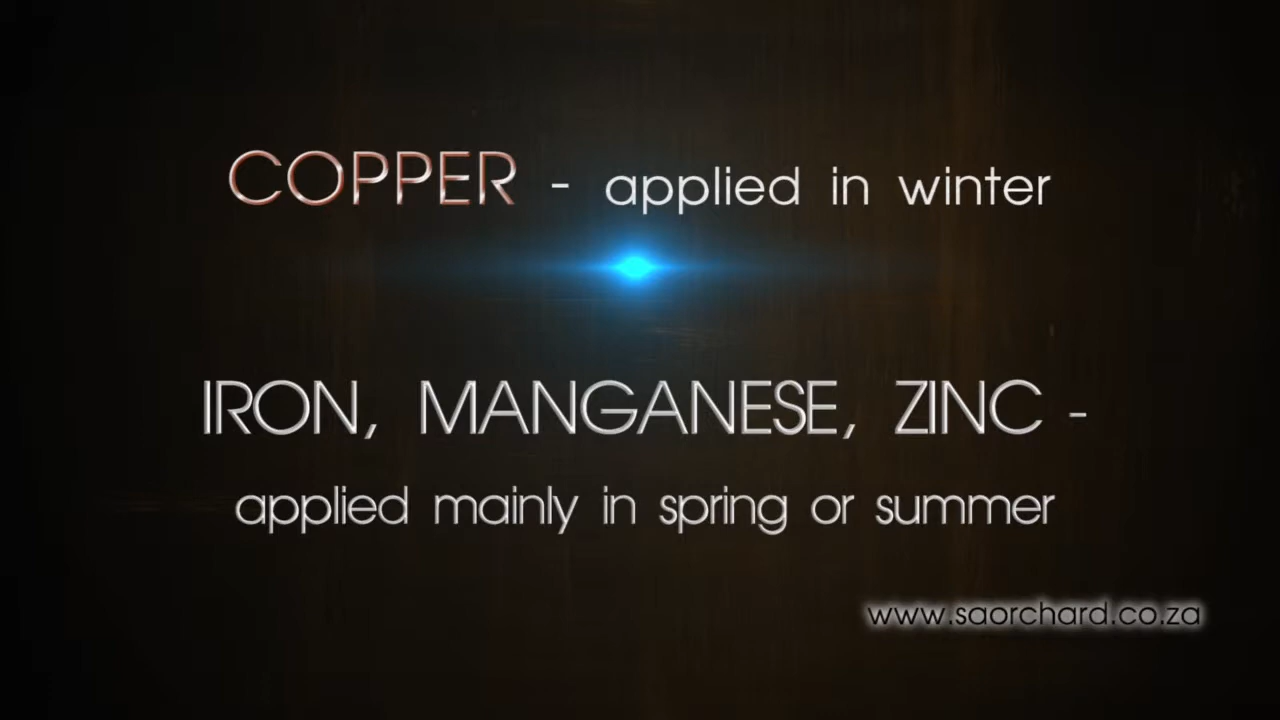 COPPER - applied in winter
IRON, MANGANESE, ZINC -
applied mainly in spring or summer
www.saorchard.co.za